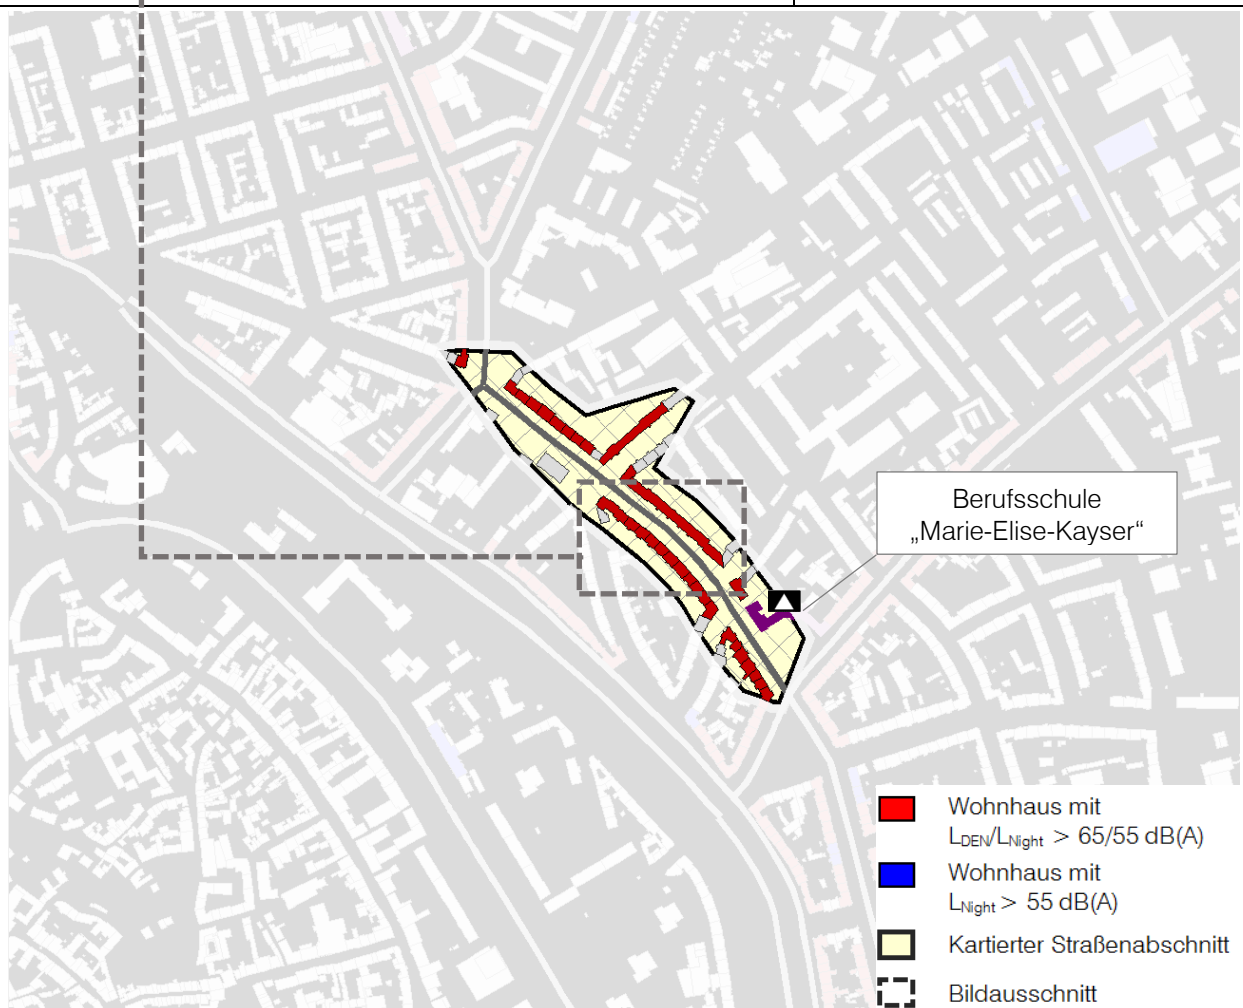 Berufsschule
„Marie-Elise-Kayser“
Wohnhaus mit
LDEN/LNight > 65/55 dB(A)
Wohnhaus mit
LNight > 55 dB(A)
Kartierter Straßenabschnitt
Bildausschnitt